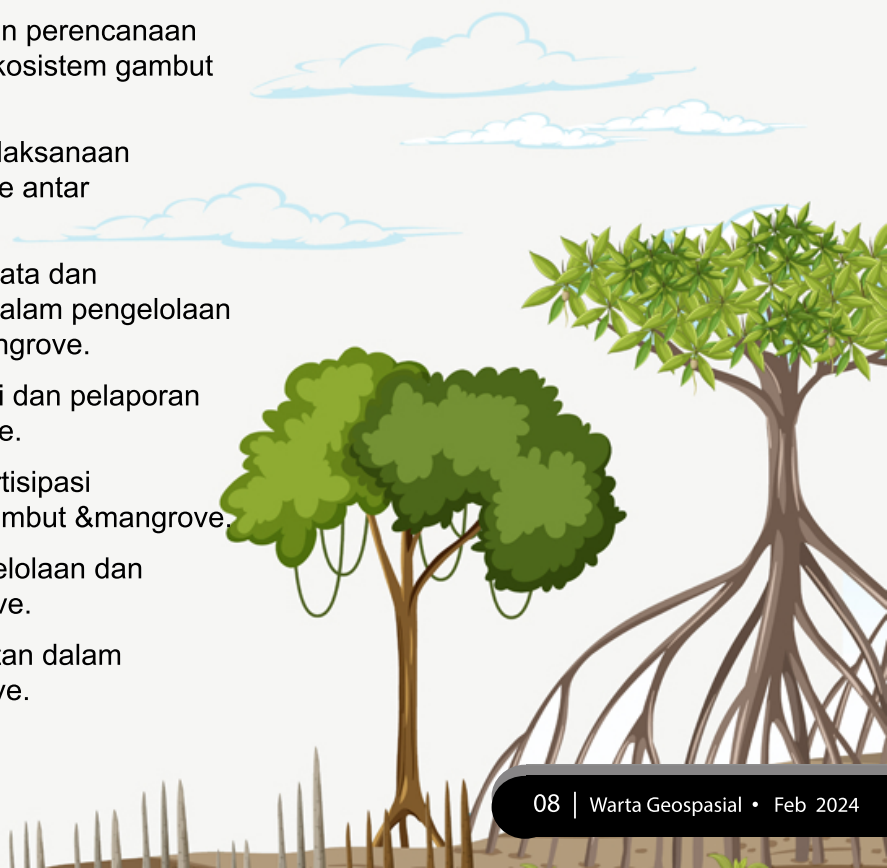 n perencanaan
kosistem gambut
laksanaan
e antar
ata dan
alam pengelolaan
ngrove.
i dan pelaporan
e.
rtisipasi
mbut &mangrove.
elolaan dan
ve.
tan dalam
ve.
08 | Warta Geospasial • Feb 2024